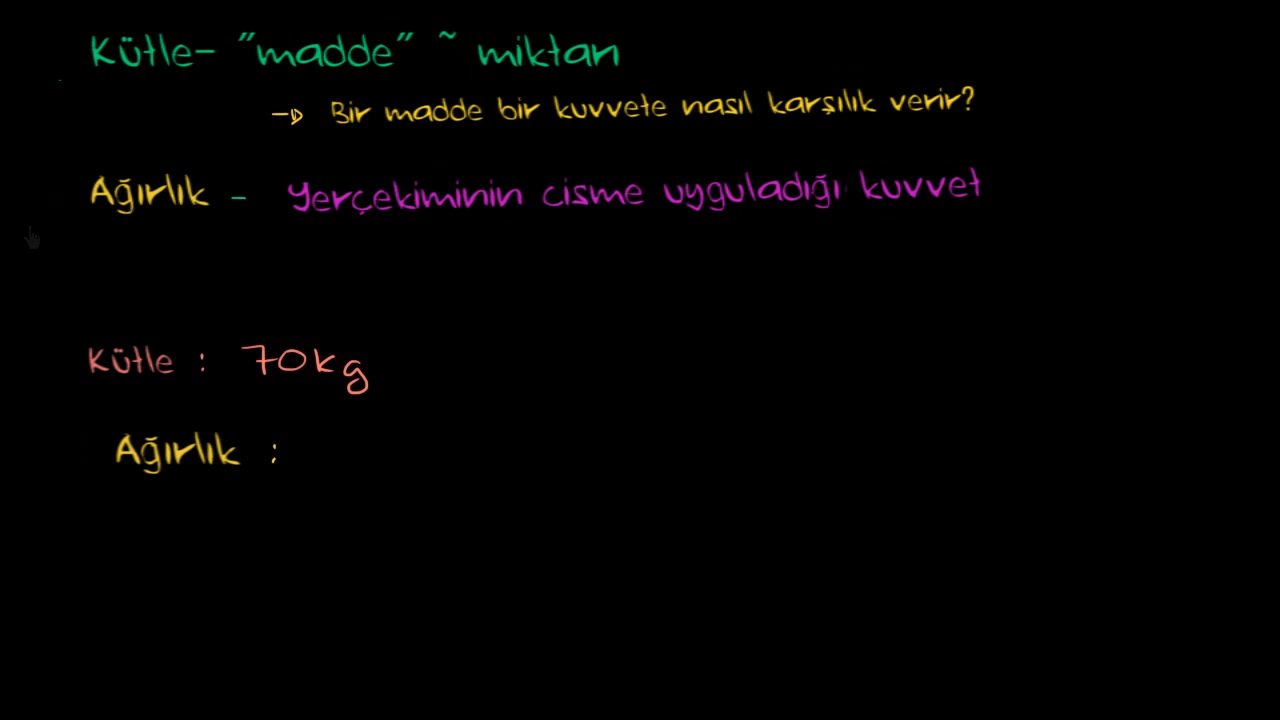 Kütle- "madde" ~ miktarı
→ Bir madde bir kuvvete nasıl karşılık verir?
Ağırlık - yerçekiminin cisme uyguladığı kuvvet
Kütle : 70kg
Ağırlık :